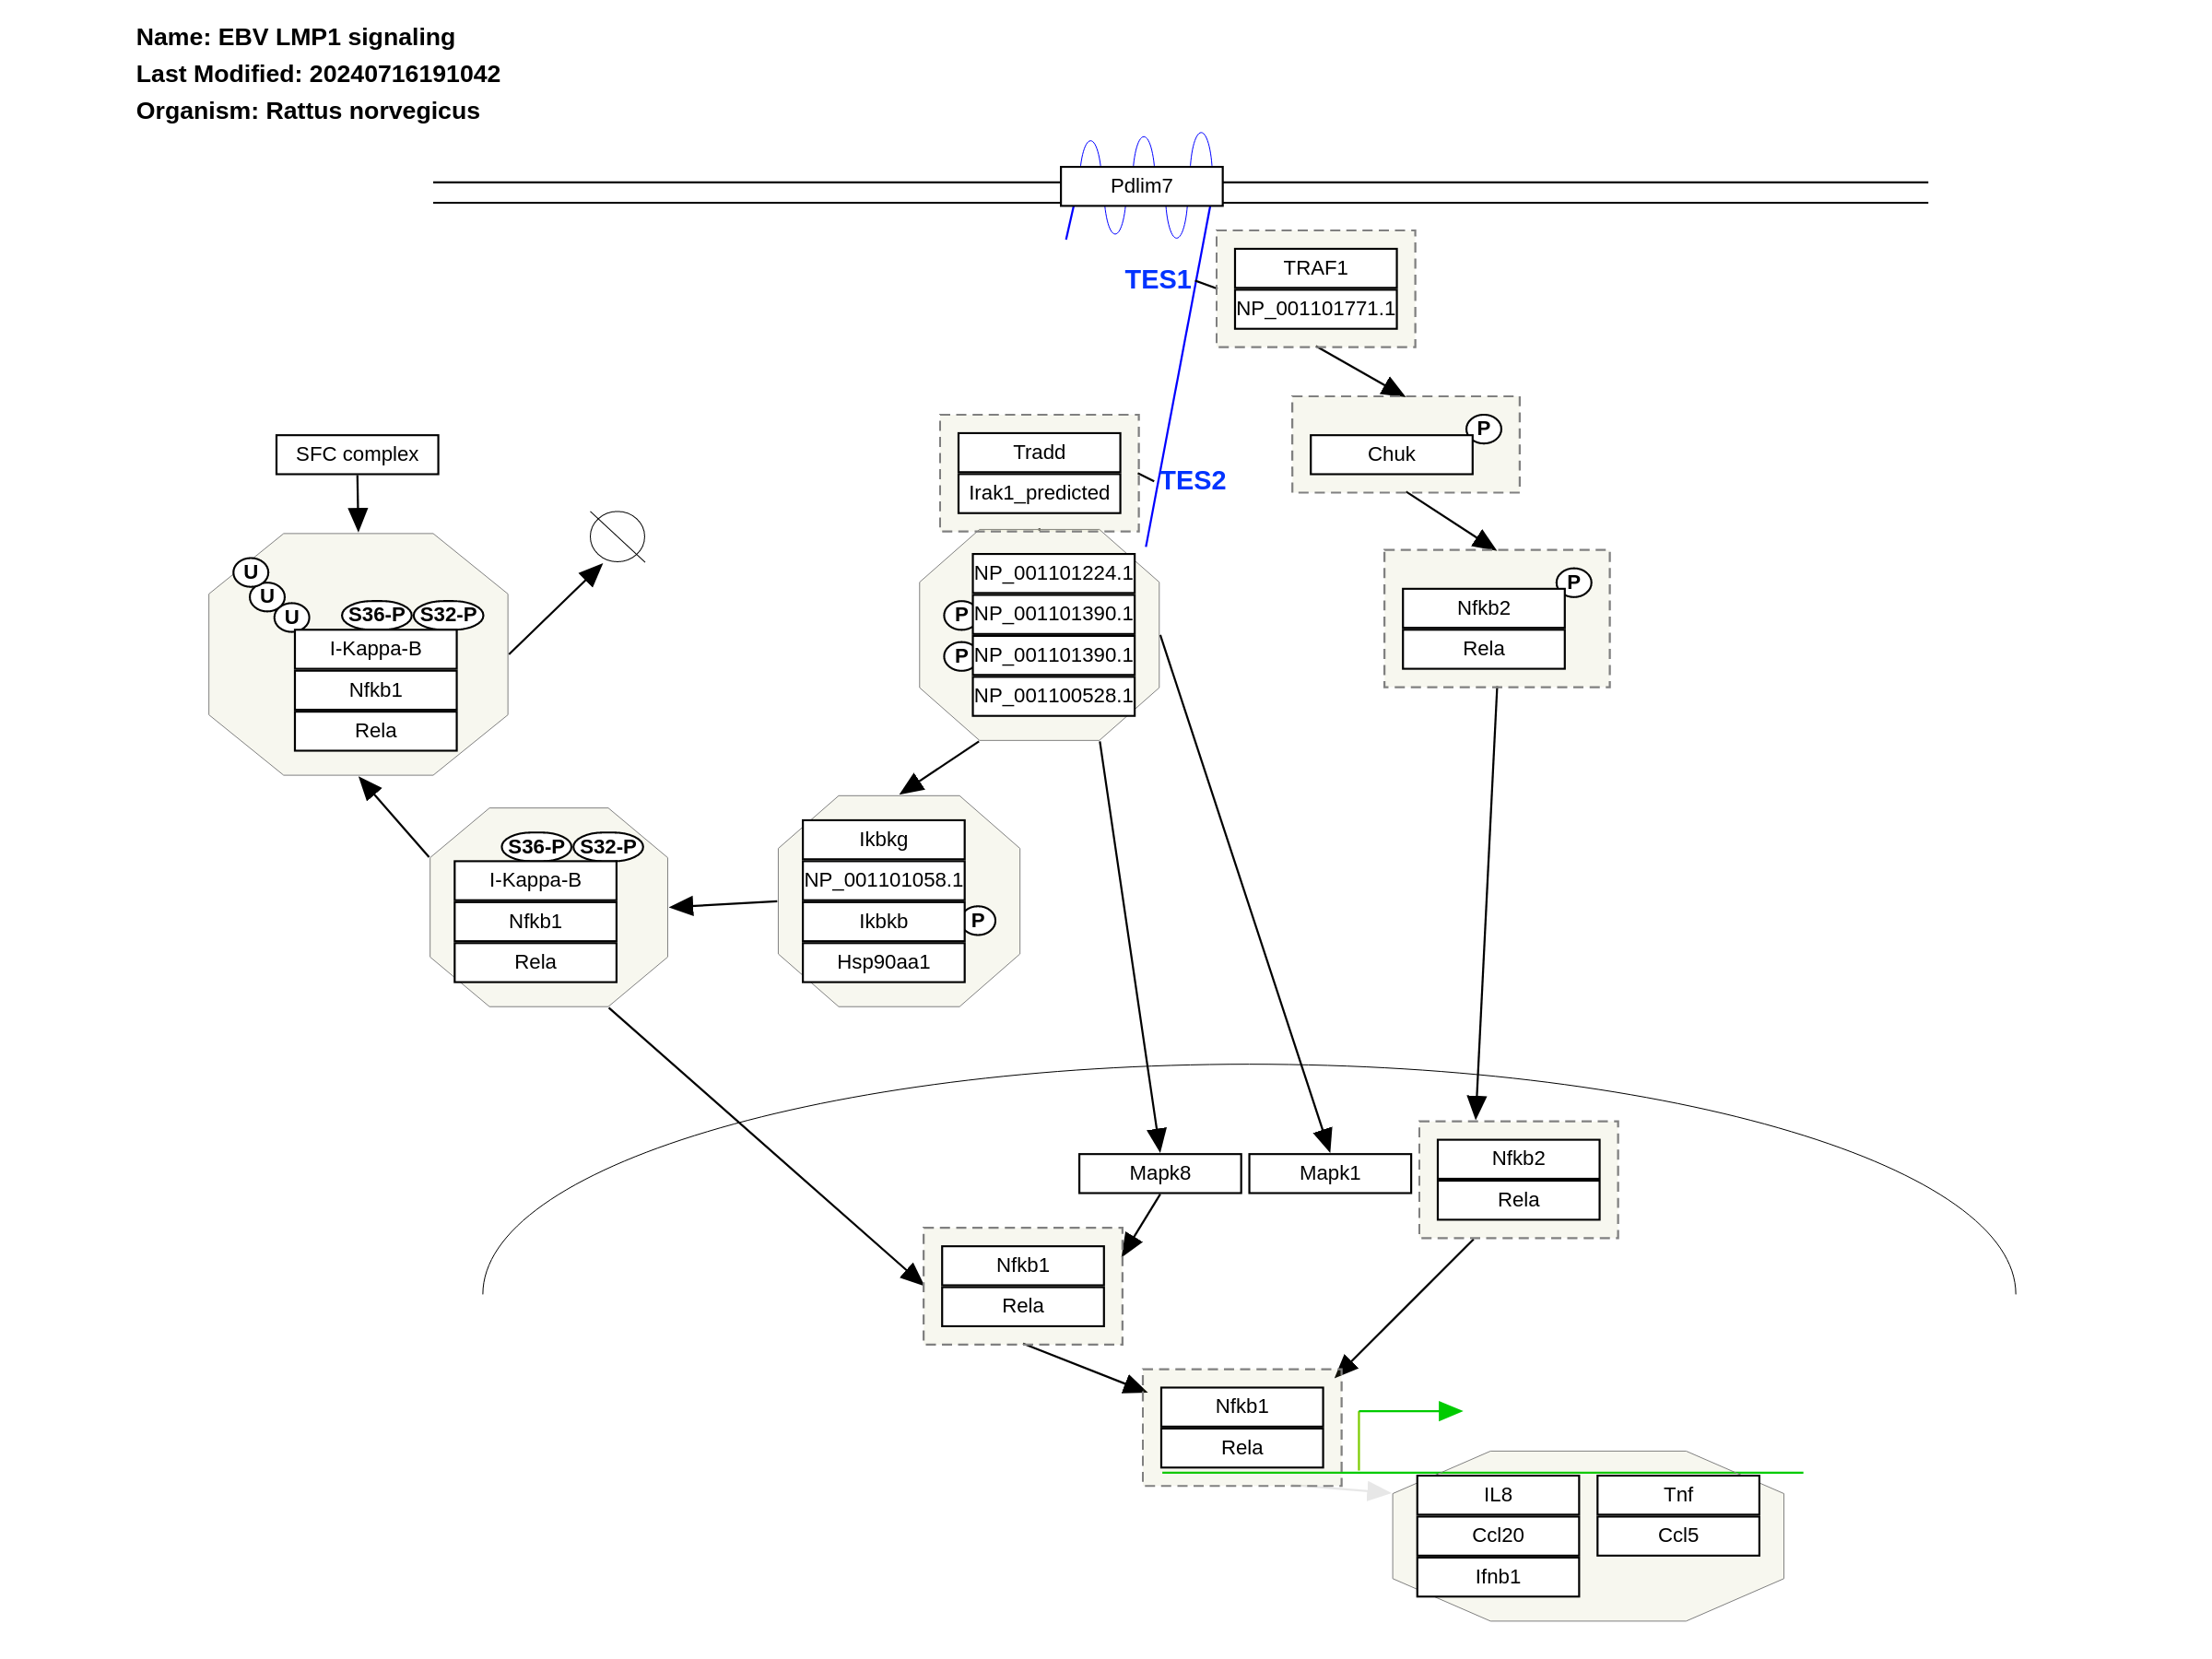 Name: EBV LMP1 signaling
Last Modified: 20240716191042
Organism: Rattus norvegicus
Pdlim7
TES1
TRAF1
NP_001101771.1
P
Chuk
SFC complex
Tradd
Irak1_predicted
TES2
U
U
U
S36-P
S32-P
I-Kappa-B
Nfkb1
Rela
NP_001101224.1
P
NP_001101390.1
P
NP_001101390.1
NP_001100528.1
P
Nfkb2
Rela
S36-P
S32-P
I-Kappa-B
Nfkb1
Rela
Ikbkg
NP_001101058.1
Ikbkb
P
Hsp90aa1
Mapk8
Mapk1
Nfkb2
Rela
Nfkb1
Rela
Nfkb1
Rela
IL8
Tnf
Ccl20
Ccl5
Ifnb1